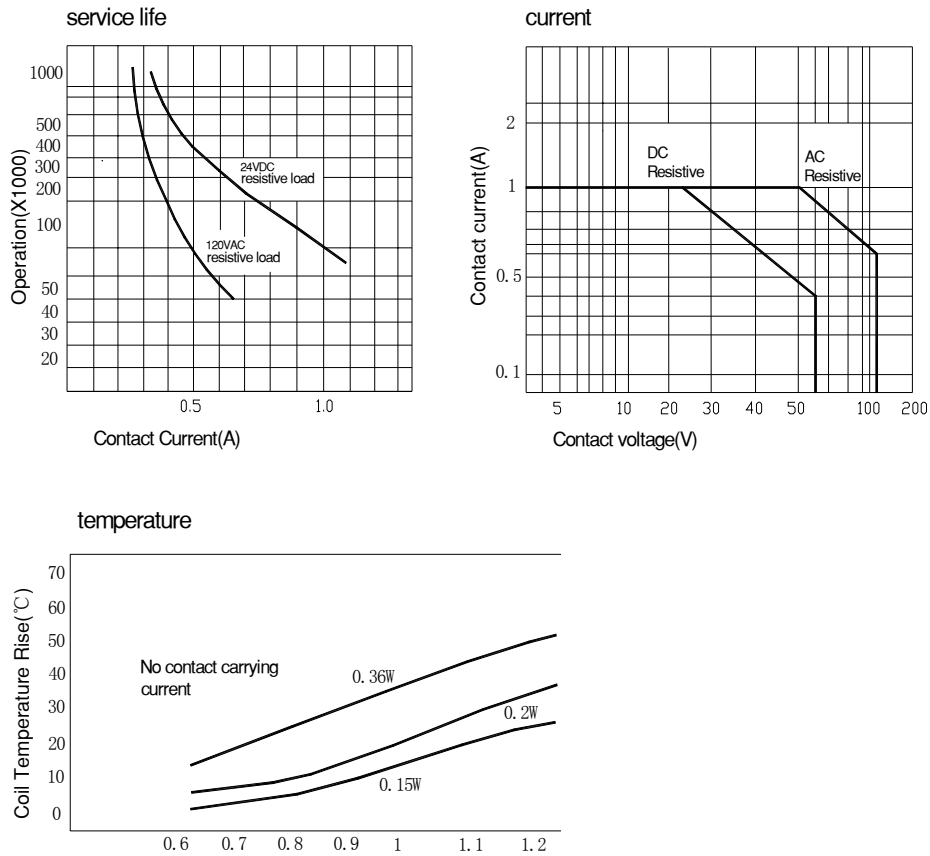 service life
1000
500
400
300
200
100
50
40
30
20
Operation(X1000)
24VDC
resistive load
120VAC
resistive load
0.5
1.0
Contact Current(A)
current
2
1
0.5
0.1
Contact current(A)
DC
Resistive
AC
Resistive
5
10
20
30
40
50
100
200
Contact voltage(V)
temperature
70
60
50
40
30
20
10
0
Coil Temperature Rise(℃)
No contact carrying
current
0.36W
0.2W
0.15W
0.6
0.7
0.8
0.9
1
1.1
1.2